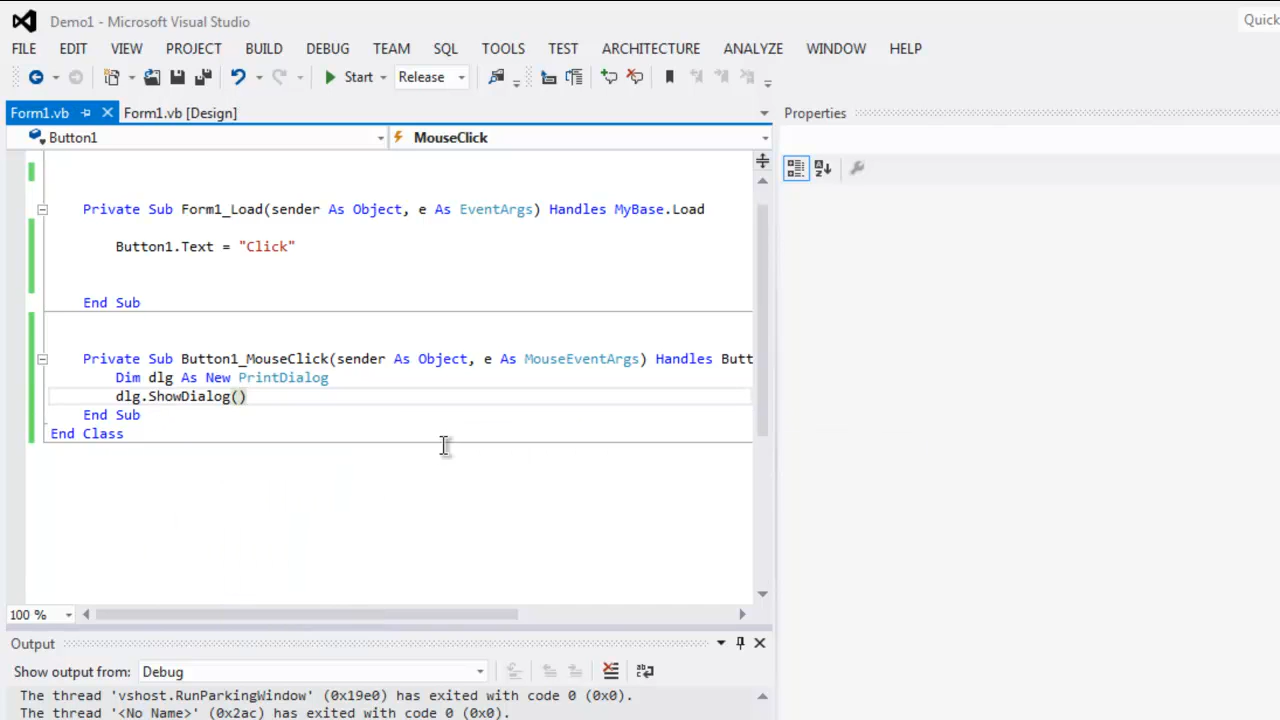 Demo1 - Microsoft Visual Studio
Quick
FILE EDIT VIEW PROJECT BUILD DEBUG TEAM SQL TOOLS TEST ARCHITECTURE ANALYZE WINDOW HELP
Start Release
Form1.vb Form1.vb [Design]
Properties
Button1 MouseClick
Private Sub Form1_Load(sender As Object, e As EventArgs) Handles MyBase.Load
Button1.Text = "Click"
End Sub
Private Sub Button1_MouseClick(sender As Object, e As MouseEventArgs) Handles Butt
Dim dlg As New PrintDialog
dlg.ShowDialog()
End Sub
End Class
100 %
Output
Show output from: Debug
The thread 'vshost.RunParkingWindow' (0x19e0) has exited with code 0 (0x0).
The thread '<No Name>' (0x2ac) has exited with code 0 (0x0).